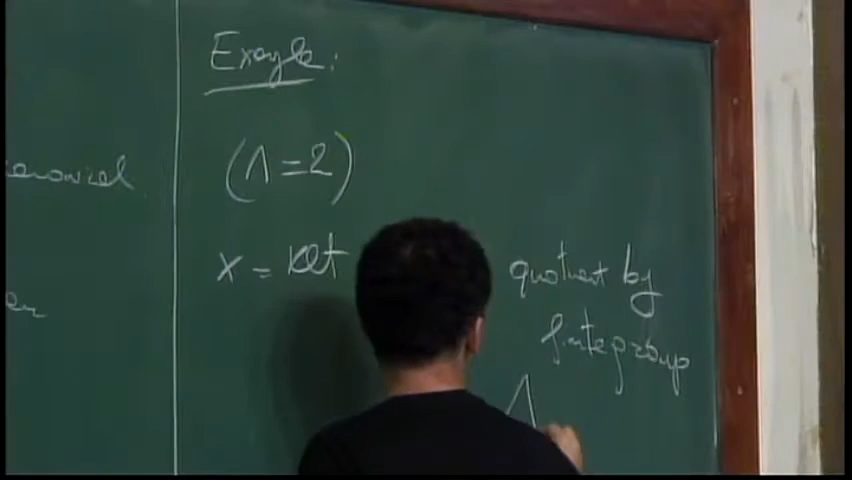 Example:
(Λ = 2)
x =
quotient by
finite group
Λ
canonical